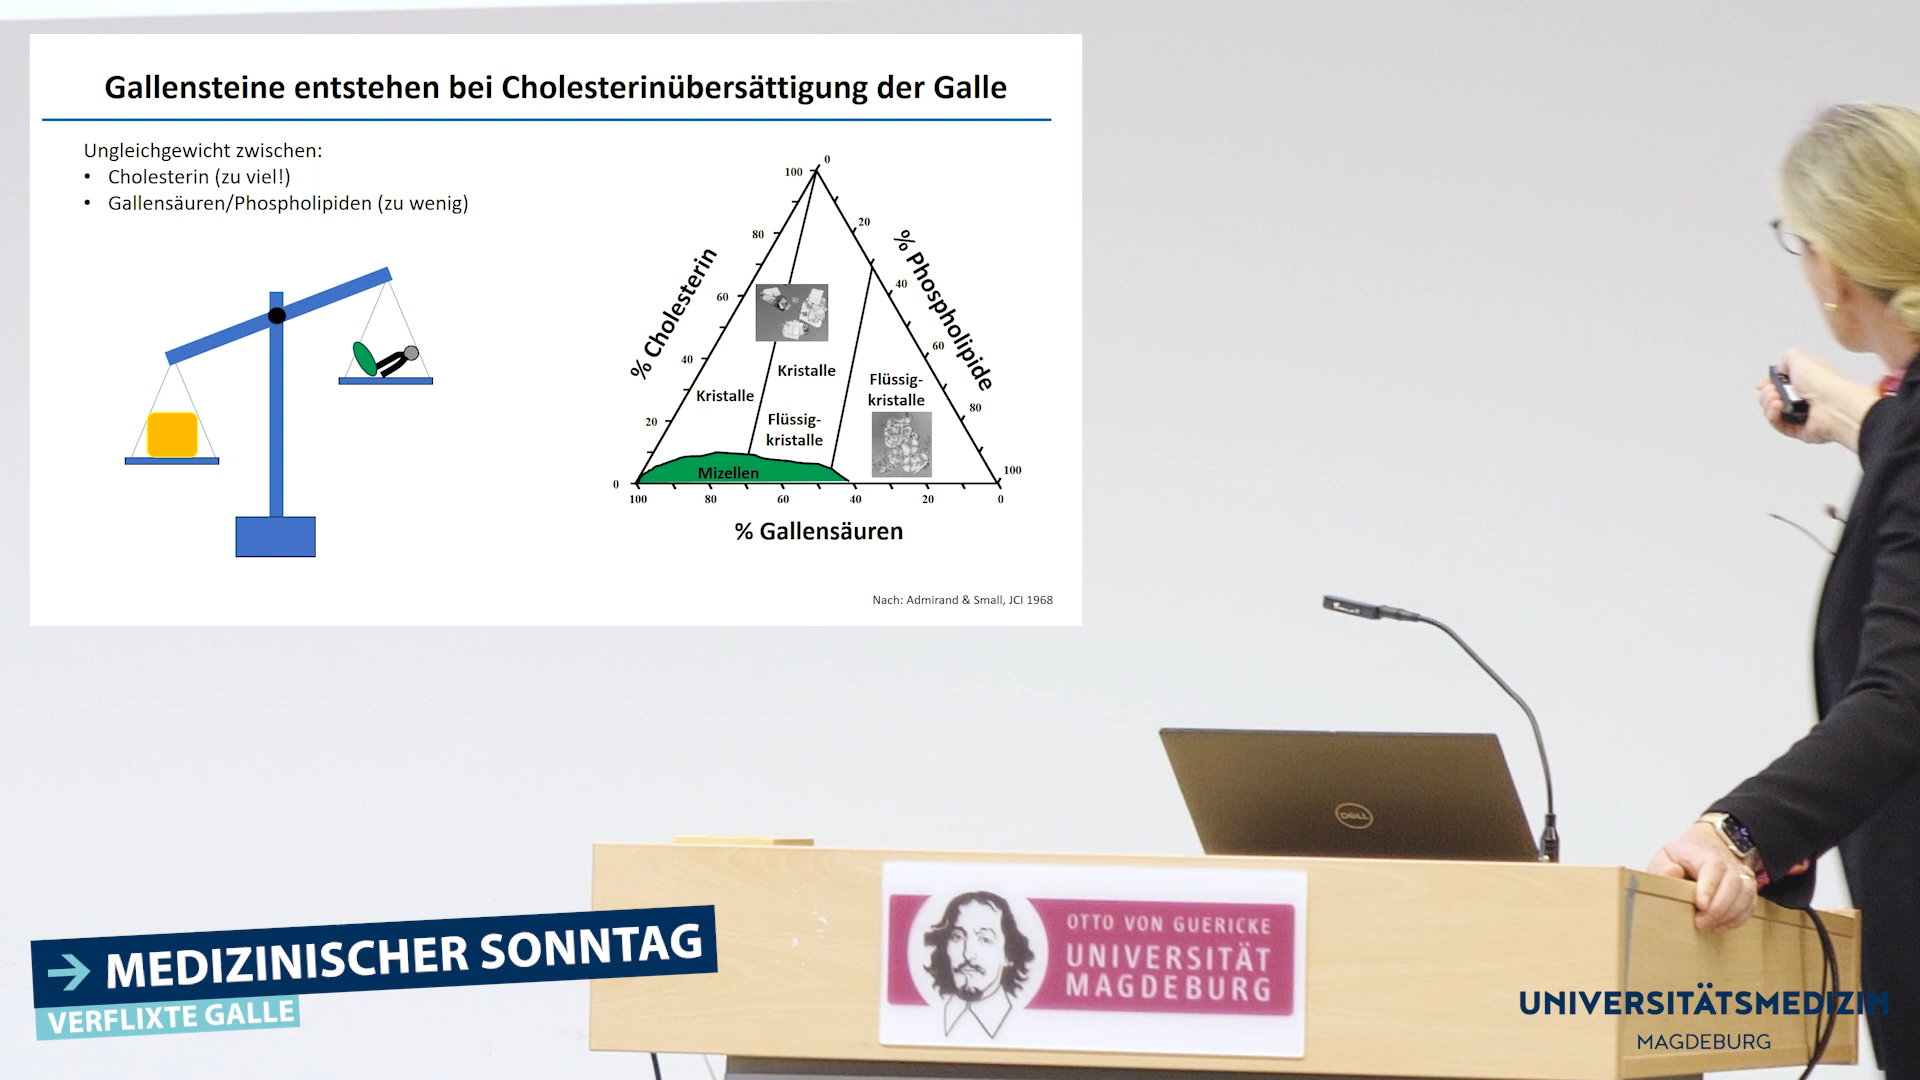 Gallensteine entstehen bei Cholesterinübersättigung der Galle
Ungleichgewicht zwischen:
• Cholesterin (zu viel!)
• Gallensäuren/Phospholipiden (zu wenig)
0
100
20
80
% Cholesterin
% Phospholipide
40
60
60
Kristalle
40
Flüssig-
kristalle
Kristalle
80
20
Flüssig-
kristalle
Mizellen
100
0
100
80
60
40
20
0
% Gallensäuren
Nach: Admirand & Small, JCI 1968
DELL
OTTO VON GUERICKE
UNIVERSITÄT
MAGDEBURG
→ MEDIZINISCHER SONNTAG
VERFLIXTE GALLE
UNIVERSITÄTSMEDIZIN
MAGDEBURG